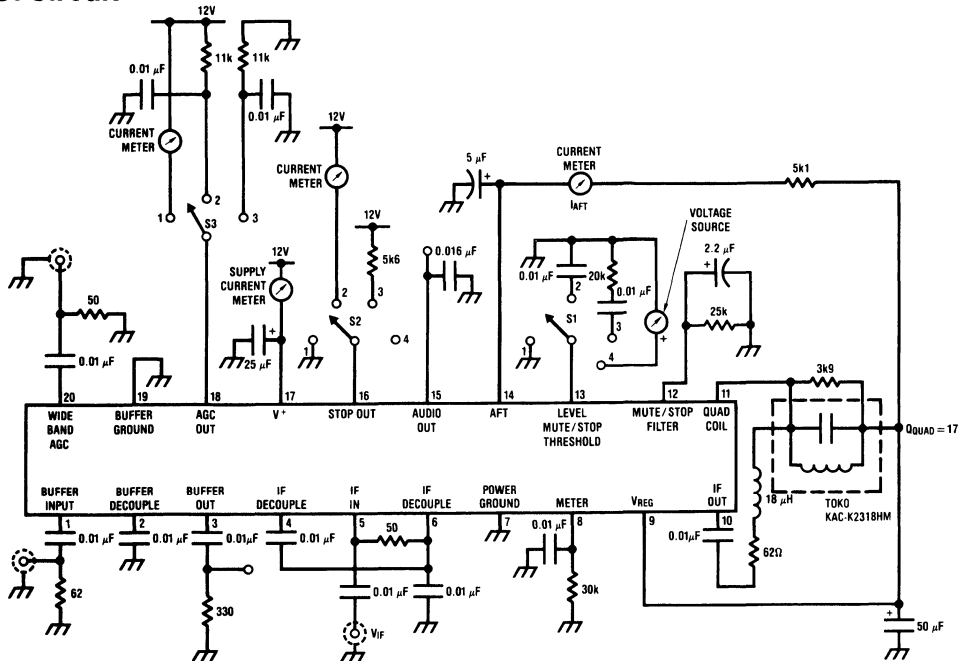 12V
11k
11k
0.01 μF
0.01 μF
CURRENT
METER
12V
CURRENT
METER
1
2
3
S3
12V
SUPPLY
CURRENT
METER
25 μF
+
12V
5k6
1
2
3
4
S2
5 μF
+
CURRENT
METER
IAFT
5k1
0.016 μF
VOLTAGE
SOURCE
+
0.01 μF
20k
0.01 μF
1
2
3
4
S1
2.2 μF
+
25k
50
0.01 μF
3k9
QQUAD = 17
TOKO
KAC-K2318HM
18 μH
62Ω
20
WIDE
BAND
AGC
19
BUFFER
GROUND
18
AGC
OUT
17
V+
16
STOP OUT
15
AUDIO
OUT
14
AFT
13
LEVEL
MUTE/STOP
THRESHOLD
12
MUTE/STOP
FILTER
11
QUAD
COIL
BUFFER
INPUT
1
BUFFER
DECOUPLE
2
BUFFER
OUT
3
IF
DECOUPLE
4
IF
IN
5
IF
DECOUPLE
6
POWER
GROUND
7
METER
8
VREG
9
IF
OUT
10
0.01 μF
0.01 μF
0.01μF
0.01 μF
50
0.01 μF
0.01 μF
0.01 μF
0.01μF
62
330
VIF
30k
+
50 μF